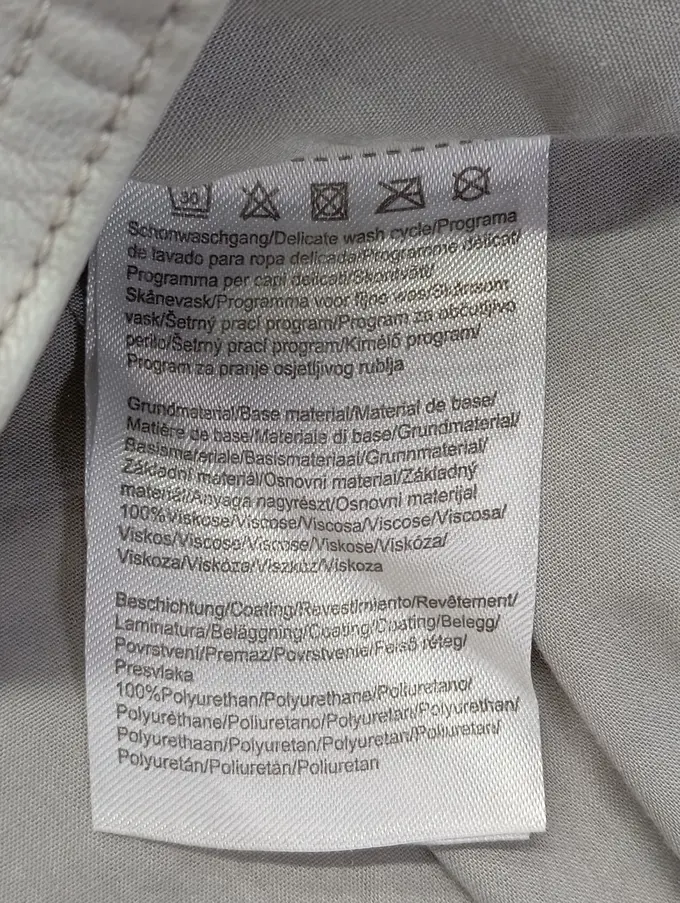 30
Schonwaschgang/Delicate wash cycle/Programa
de lavado para ropa delicada/Programme délicat/
Programma per capi delicati/Skontvätt/
Skånevask/Programma voor fijne was/Skånsom
vask/Šetrný prací program/Program za občutljivo
perilo/Šetrný prací program/Kímélő program/
Program za pranje osjetljivog rublja
Grundmaterial/Base material/Material de base/
Matière de base/Materiale di base/Grundmaterial/
Basismateriale/Basismateriaal/Grunnmaterial/
Základní materiál/Osnovni material/Základný
materiál/Anyaga nagyrészt/Osnovni materijal
100%Viskose/Viscose/Viscosa/Viscose/Viscosa/
Viskos/Viscose/Viscose/Viskose/Viskóza/
Viskoza/Viskóza/Viszkóz/Viskoza
Beschichtung/Coating/Revestimiento/Revêtement/
Laminatura/Beläggning/Coating/Coating/Belegg/
Povrstvení/Premaz/Povrstvenie/Felső réteg/
Presvlaka
100%Polyurethan/Polyurethane/Poliuretano/
Polyuréthane/Poliuretano/Polyuretan/Polyurethan/
Polyurethaan/Polyuretan/Polyuretan/Poliuretan/
Polyuretán/Poliuretán/Poliuretan